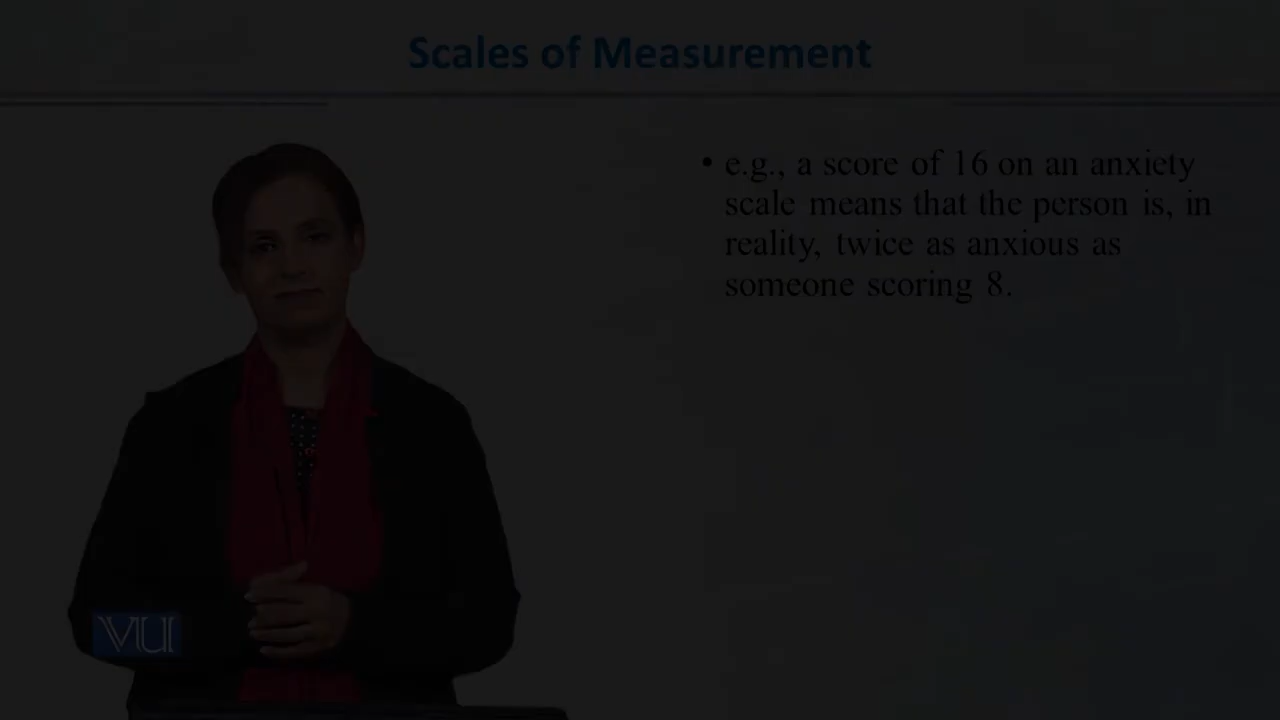 Scales of Measurement
• e.g., a score of 16 on an anxiety
scale means that the person is, in
reality, twice as anxious as
someone scoring 8.
VU